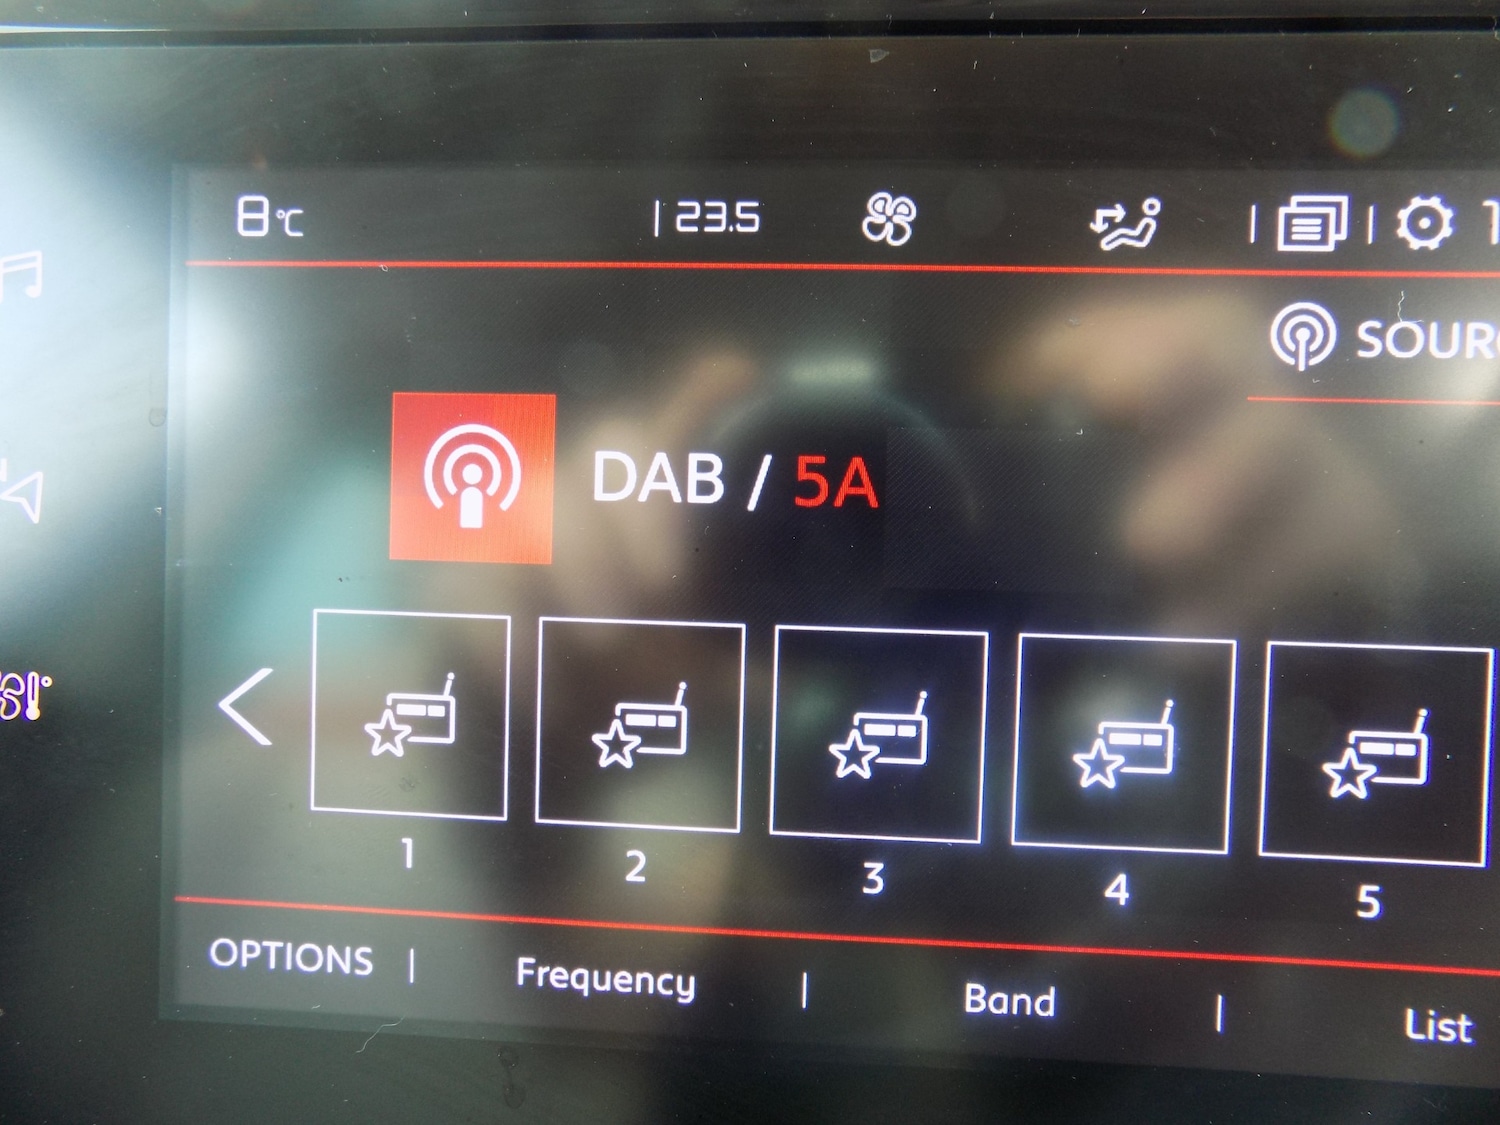 8°C | 23.5
SOUR
DAB / 5A
1 2 3 4 5
OPTIONS | Frequency | Band | List